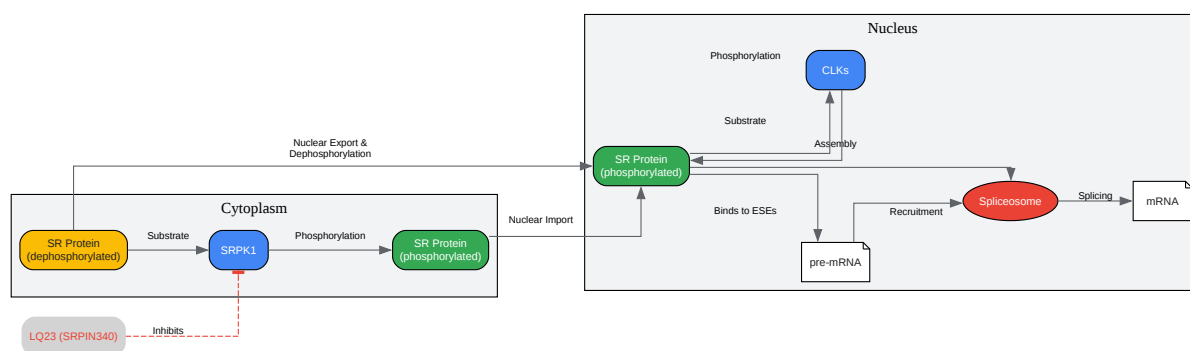 Nucleus
Phosphorylation
CLKs
Substrate
Nuclear Export &
Dephosphorylation
Assembly
SR Protein
(phosphorylated)
Cytoplasm
Nuclear Import
Binds to ESEs
Recruitment
Spliceosome
Splicing
mRNA
SR Protein
(dephosphorylated)
Substrate
SRPK1
Phosphorylation
SR Protein
(phosphorylated)
pre-mRNA
LQ23 (SRPIN340)
Inhibits